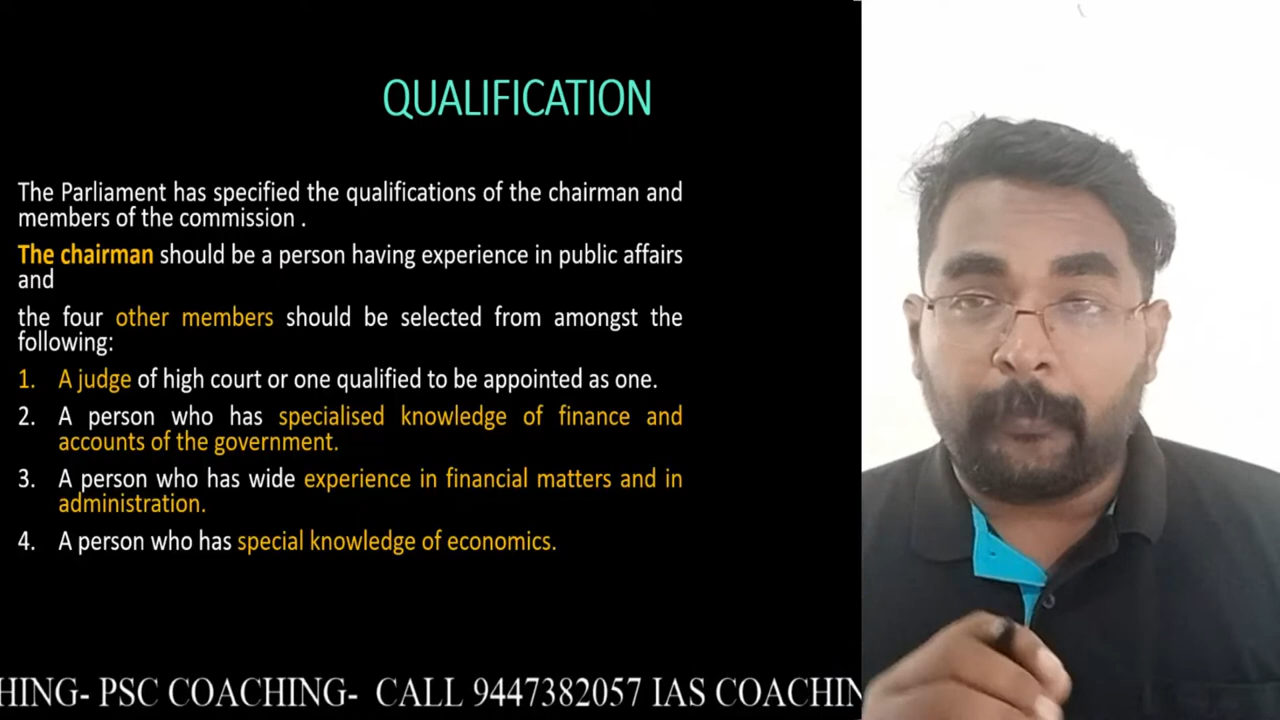 QUALIFICATION
The Parliament has specified the qualifications of the chairman and
members of the commission .
The chairman should be a person having experience in public affairs
and
the four other members should be selected from amongst the
following:
1. A judge of high court or one qualified to be appointed as one.
2. A person who has specialised knowledge of finance and
accounts of the government.
3. A person who has wide experience in financial matters and in
administration.
4. A person who has special knowledge of economics.
HING- PSC COACHING- CALL 9447382057 IAS COACHIN